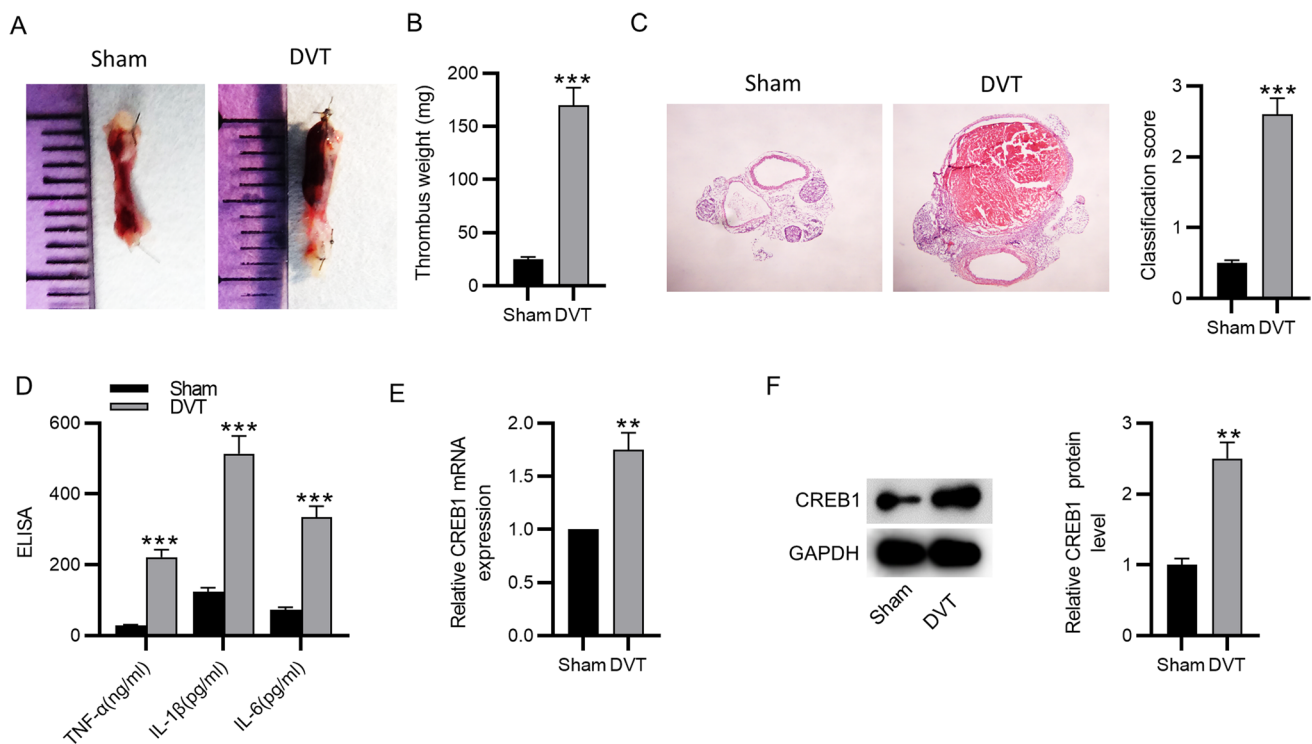 A
Sham
DVT
B
Thrombus weight (mg)
200
150
100
50
0
***
Sham DVT
C
Sham
DVT
Classification score
3
2
1
0
***
Sham DVT
D
Sham
DVT
ELISA
600
400
200
0
***
***
***
TNF-α(ng/ml)
IL-1β(pg/ml)
IL-6(pg/ml)
E
Relative CREB1 mRNA
expression
2.0
1.5
1.0
0.5
0.0
**
Sham DVT
F
CREB1
GAPDH
Sham
DVT
Relative CREB1 protein
level
3
2
1
0
**
Sham DVT